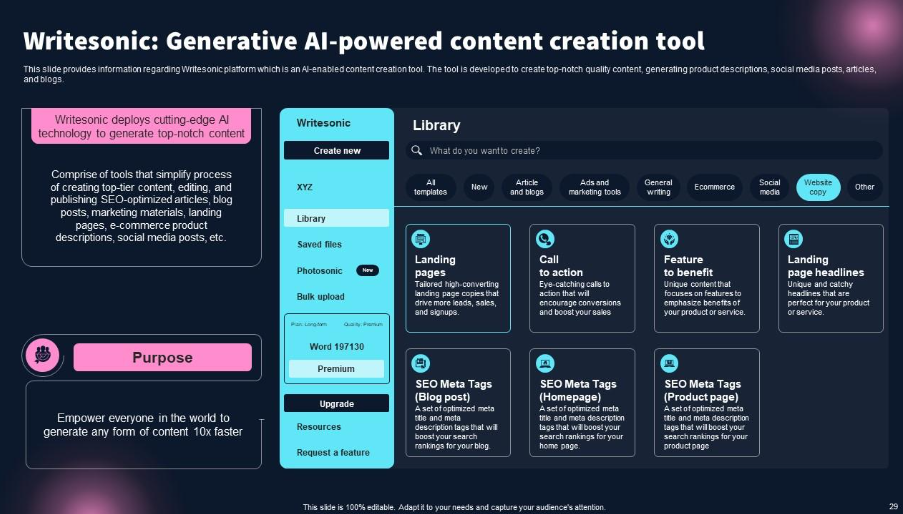 Writesonic: Generative AI-powered content creation tool
This slide provides information regarding Writesonic platform which is an AI-enabled content creation tool. The tool is developed to create top-notch quality content, generating product descriptions, social media posts, articles,
and blogs.
Writesonic deploys cutting-edge AI
technology to generate top-notch content
Comprise of tools that simplify process
of creating top-tier content, editing, and
publishing SEO-optimized articles, blog
posts, marketing materials, landing
pages, e-commerce product
descriptions, social media posts, etc.
Purpose
Empower everyone in the world to
generate any form of content 10x faster
Writesonic
Create new
XYZ
Library
Saved files
Photosonic
New
Bulk upload
Plan: Long-form
Quality: Premium
Word 197130
Premium
Upgrade
Resources
Request a feature
Library
What do you want to create?
All
templates
New
Article
and blogs
Ads and
marketing tools
General
writing
Ecommerce
Social
media
Website
copy
Other
Landing
pages
Tailored high-converting
landing page copies that
drive more leads, sales,
and signups.
Call
to action
Eye-catching calls to
action that will
encourage conversions
and boost your sales
Feature
to benefit
Unique content that
focuses on features to
emphasize benefits of
your product or service.
Landing
page headlines
Unique and catchy
headlines that are
perfect for your product
or service.
SEO Meta Tags
(Blog post)
A set of optimized meta
title and meta
description tags that will
boost your search
rankings for your blog.
SEO Meta Tags
(Homepage)
A set of optimized meta
title and meta description
tags that will boost your
search rankings for your
home page.
SEO Meta Tags
(Product page)
A set of optimized meta
title and meta description
tags that will boost your
search rankings for your
product page
This slide is 100% editable. Adapt it to your needs and capture your audience's attention.
29